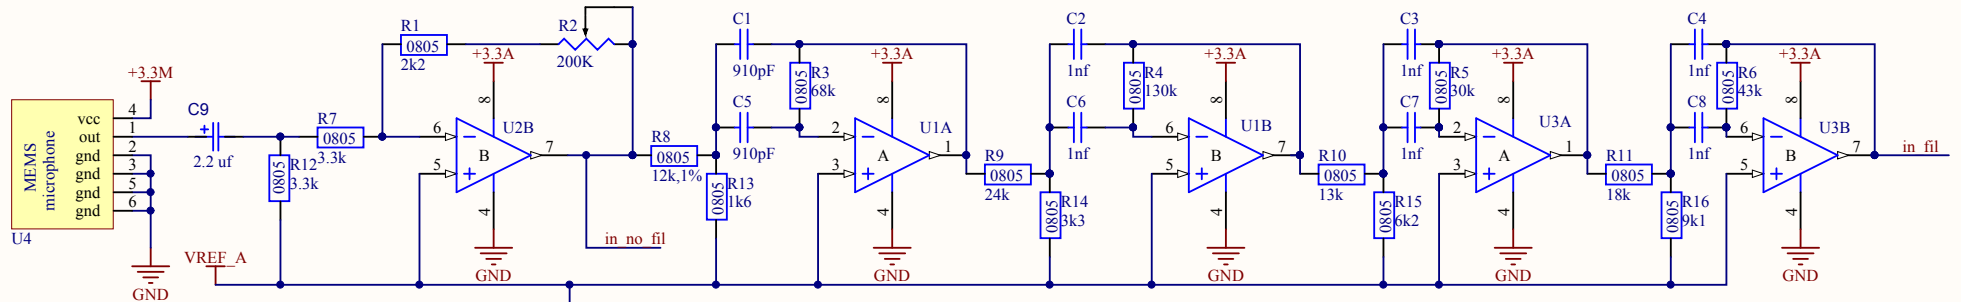 +3.3M
MEMS
microphone
vcc
out
gnd
gnd
gnd
gnd
4
1
2
3
5
6
U4
GND
VREF_A
C9
2.2 uf
R12
0805
3.3k
R7
0805
3.3k
R1
0805
2k2
R2
200K
+3.3A
8
6
5
U2B
B
7
4
GND
in_no_fil
R8
0805
12k,1%
R13
0805
1k6
C1
910pF
C5
910pF
R3
0805
68k
+3.3A
8
2
3
U1A
A
1
4
GND
R9
0805
24k
R14
0805
3k3
C2
1nf
C6
1nf
R4
0805
130k
+3.3A
8
6
5
U1B
B
7
4
GND
R10
0805
13k
R15
0805
6k2
C3
1nf
C7
1nf
R5
0805
30k
+3.3A
8
2
3
U3A
A
1
4
GND
R11
0805
18k
R16
0805
9k1
C4
1nf
C8
1nf
R6
0805
43k
+3.3A
8
6
5
U3B
B
7
4
GND
in_fil